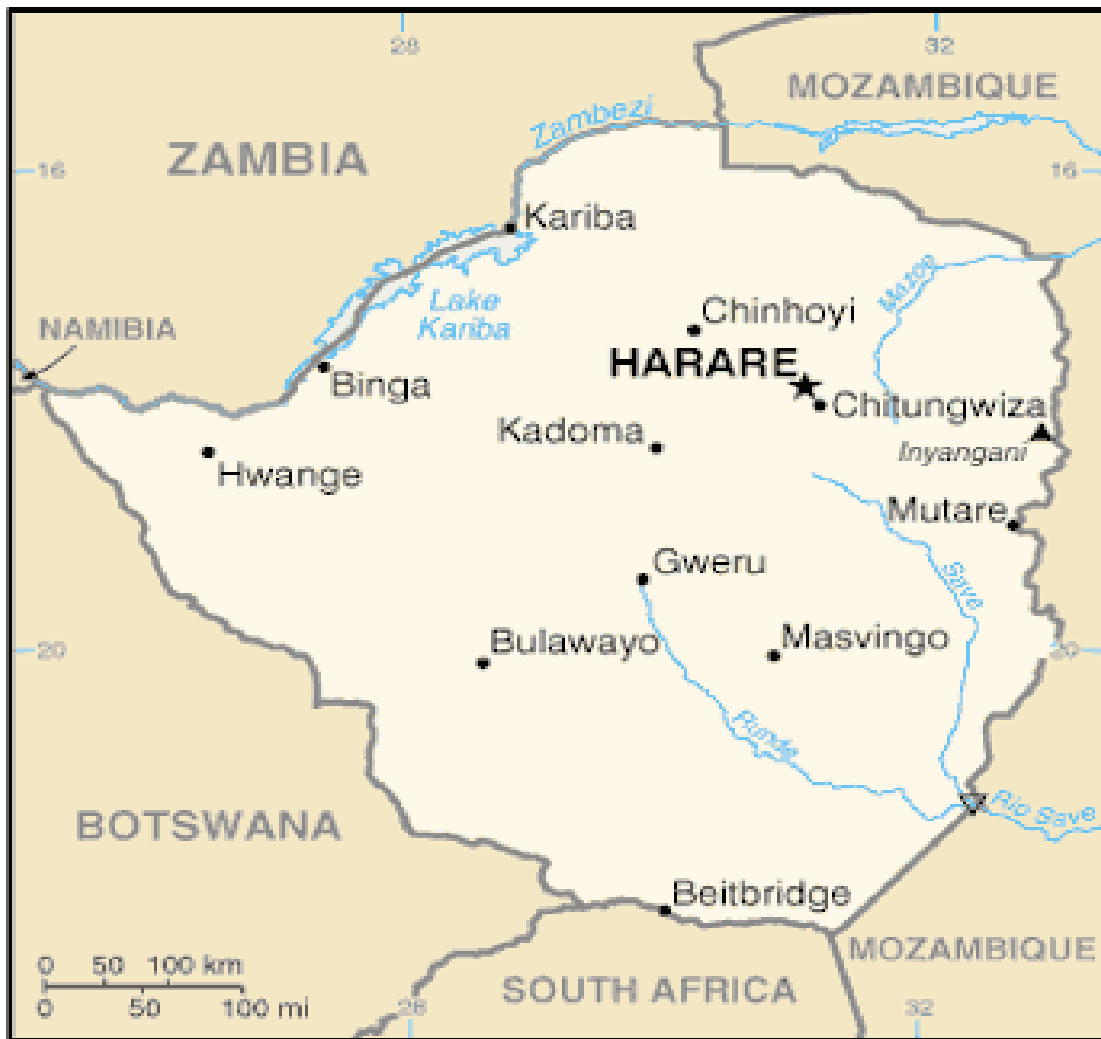 28
32
MOZAMBIQUE
Zambezi
ZAMBIA
16
16
Kariba
Mazoe
Lake
Kariba
Chinhoyi
NAMIBIA
HARARE
Binga
Chitungwiza
Kadoma
Inyangani
Hwange
Mutare
Gweru
Save
Bulawayo
Masvingo
20
20
Runde
Rio Save
BOTSWANA
Beitbridge
MOZAMBIQUE
0 50 100 km
SOUTH AFRICA
0 50 100 mi
28
32